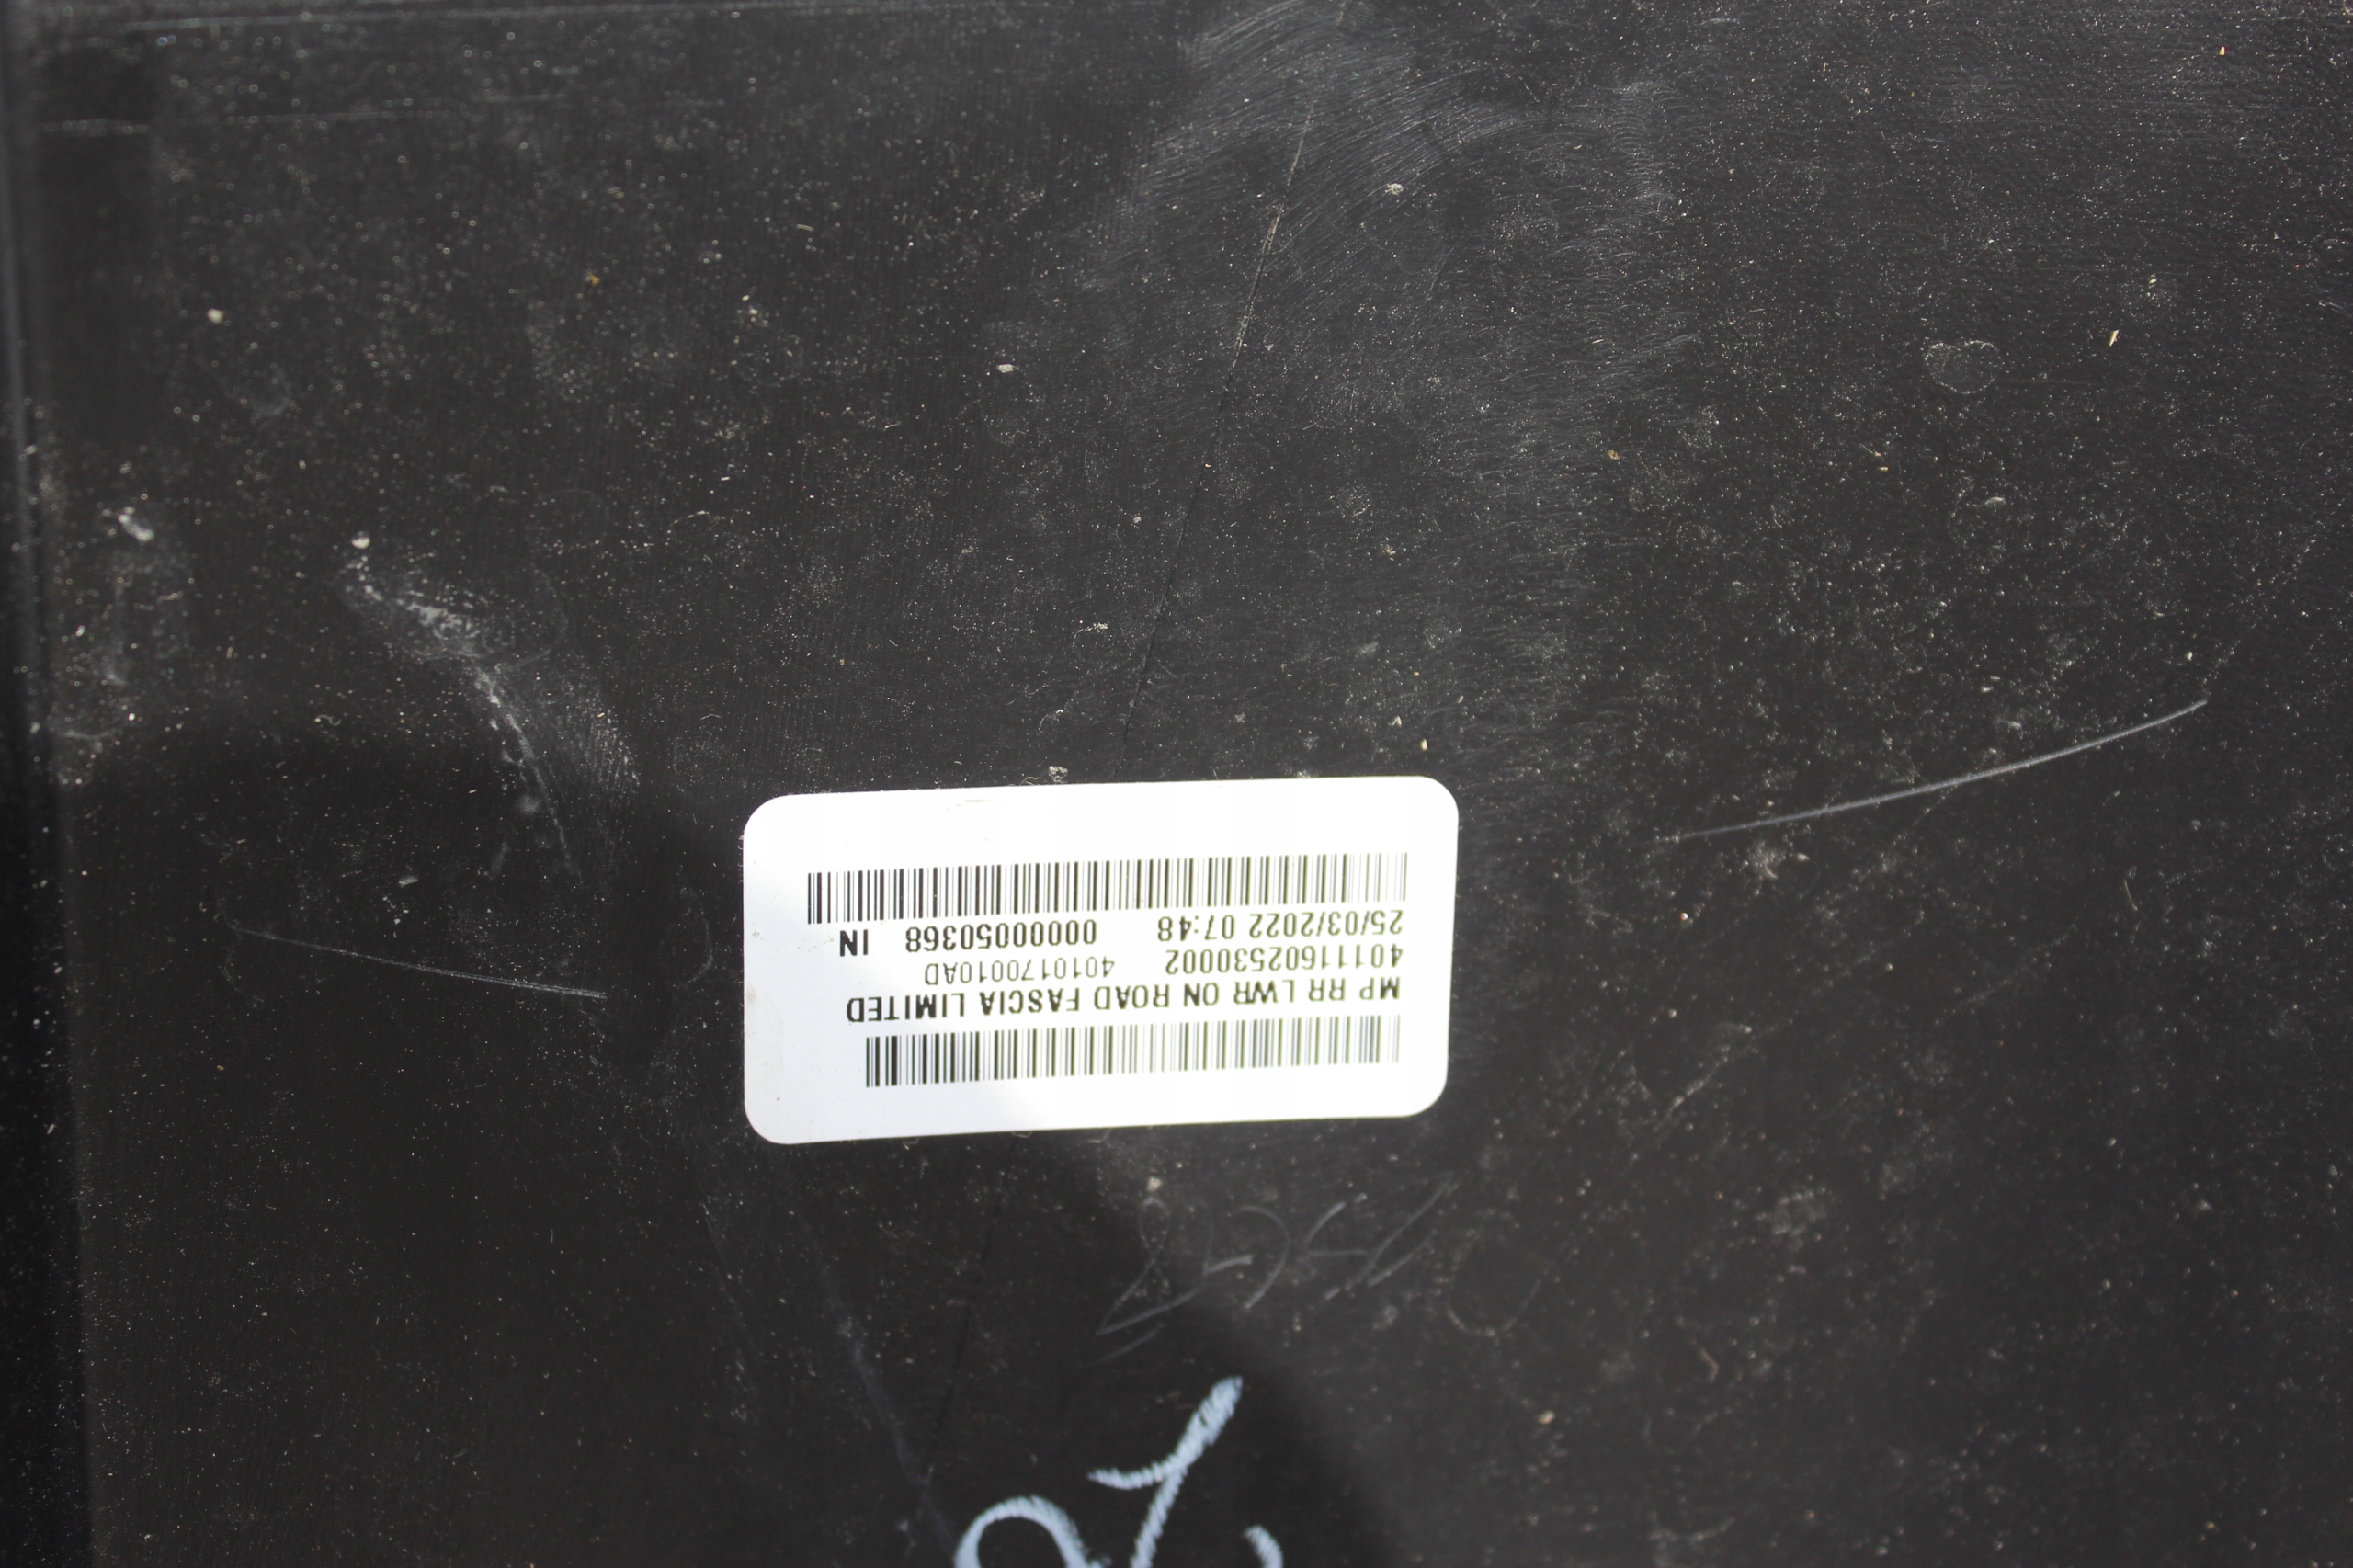 MP RR LWR ON ROAD FASCIA LIMITED
40111602530002 4010170010AD
25/03/2022 07:48 0000050368 IN